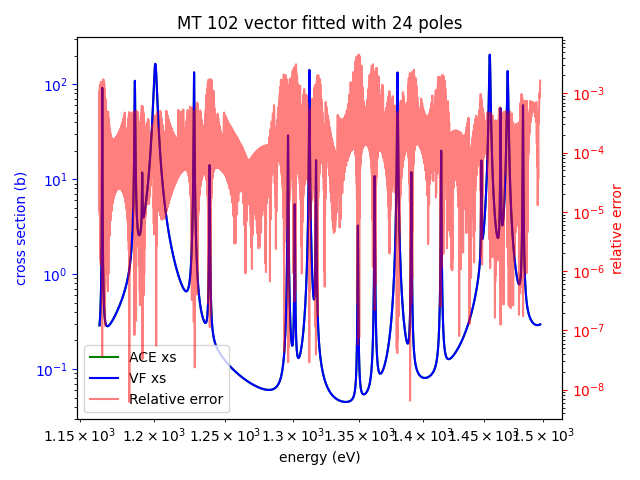 MT 102 vector fitted with 24 poles
cross section (b)
10²
10¹
10⁰
10⁻¹
10⁻³
10⁻⁴
10⁻⁵
10⁻⁶
10⁻⁷
10⁻⁸
relative error
ACE xs
VF xs
Relative error
1.15 × 10³ 1.2 × 10³ 1.25 × 10³ 1.3 × 10³ 1.35 × 10³ 1.4 × 10³ 1.45 × 10³ 1.5 × 10³
energy (eV)